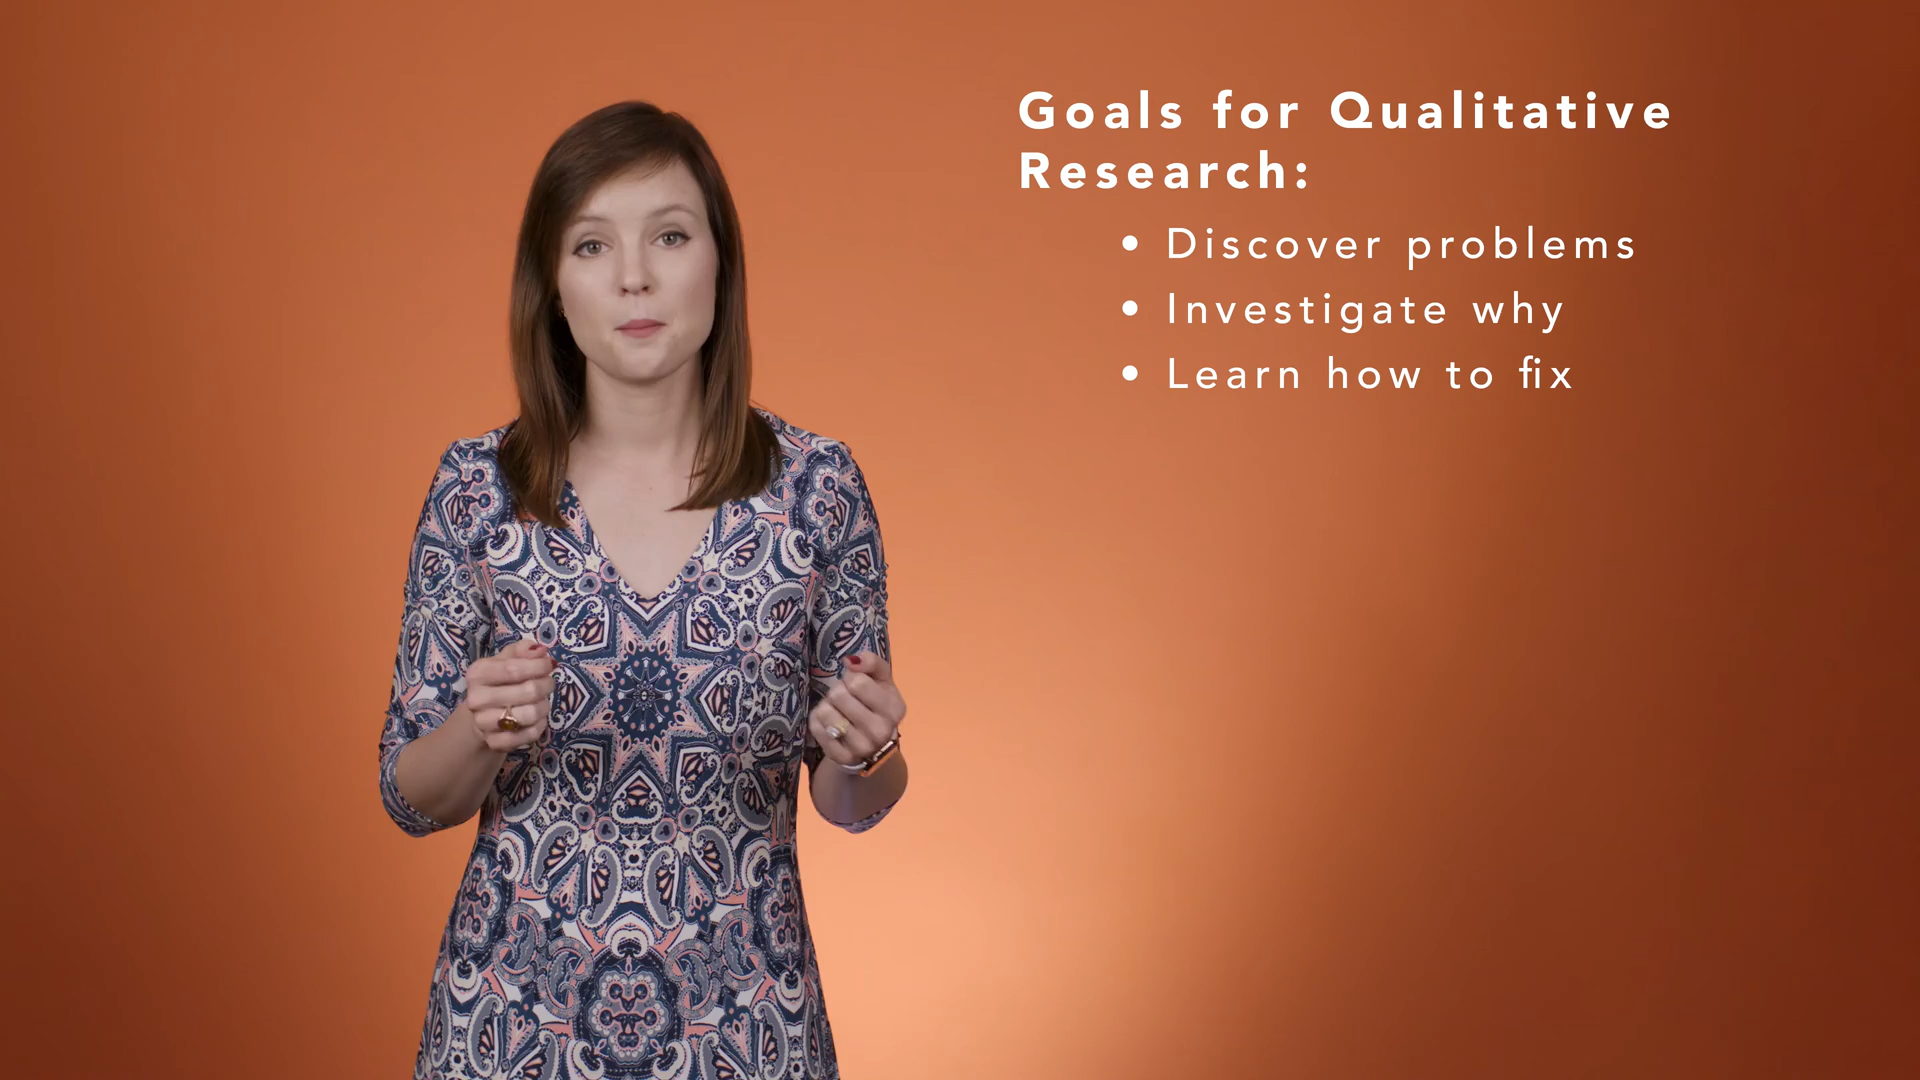 Goals for Qualitative
Research:
• Discover problems
• Investigate why
• Learn how to fix